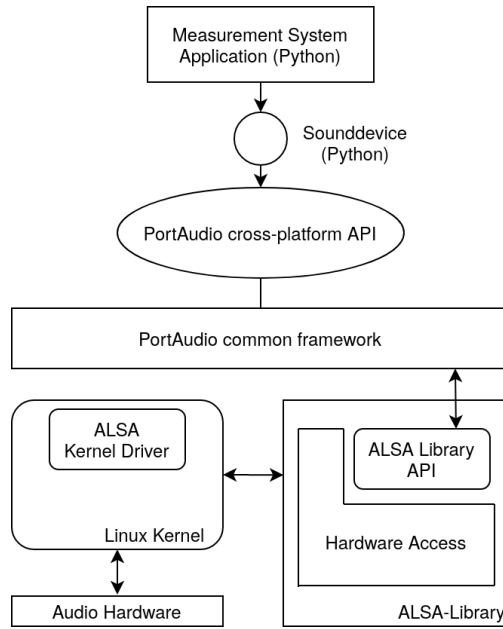 Measurement System
Application (Python)
Sounddevice
(Python)
PortAudio cross-platform API
PortAudio common framework
ALSA
Kernel Driver
Linux Kernel
Audio Hardware
ALSA Library
API
Hardware Access
ALSA-Library